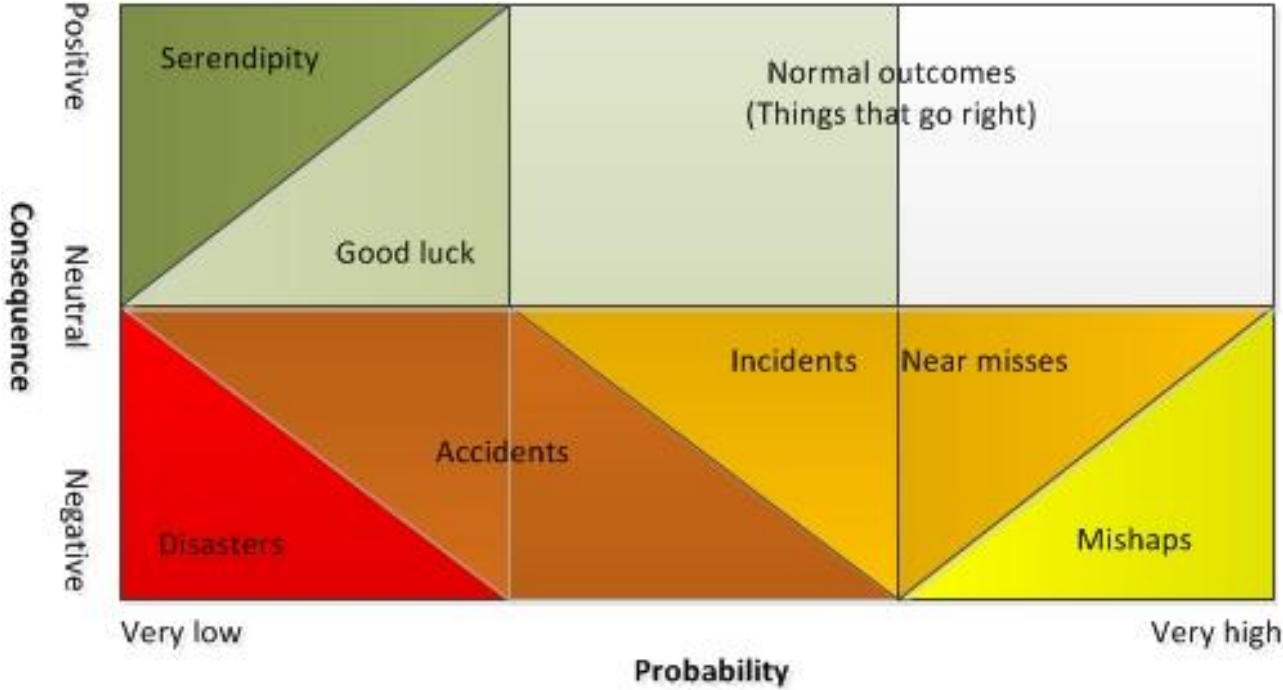 Positive
Neutral
Negative
Consequence
Serendipity
Good luck
Normal outcomes
(Things that go right)
Incidents
Near misses
Accidents
Disasters
Mishaps
Very low
Very high
Probability